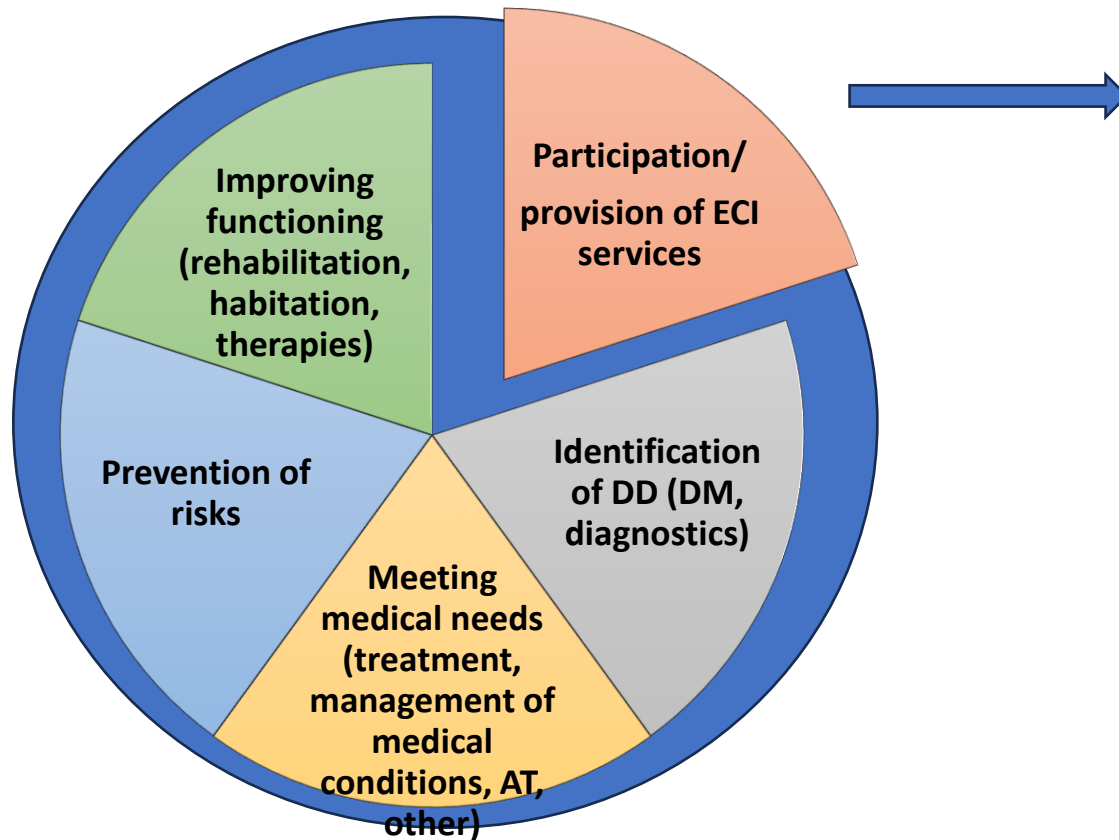 Participation/
provision of ECI
services
Identification
of DD (DM,
diagnostics)
Meeting
medical needs
(treatment,
management of
medical
conditions, AT,
other)
Prevention of
risks
Improving
functioning
(rehabilitation,
habitation,
therapies)